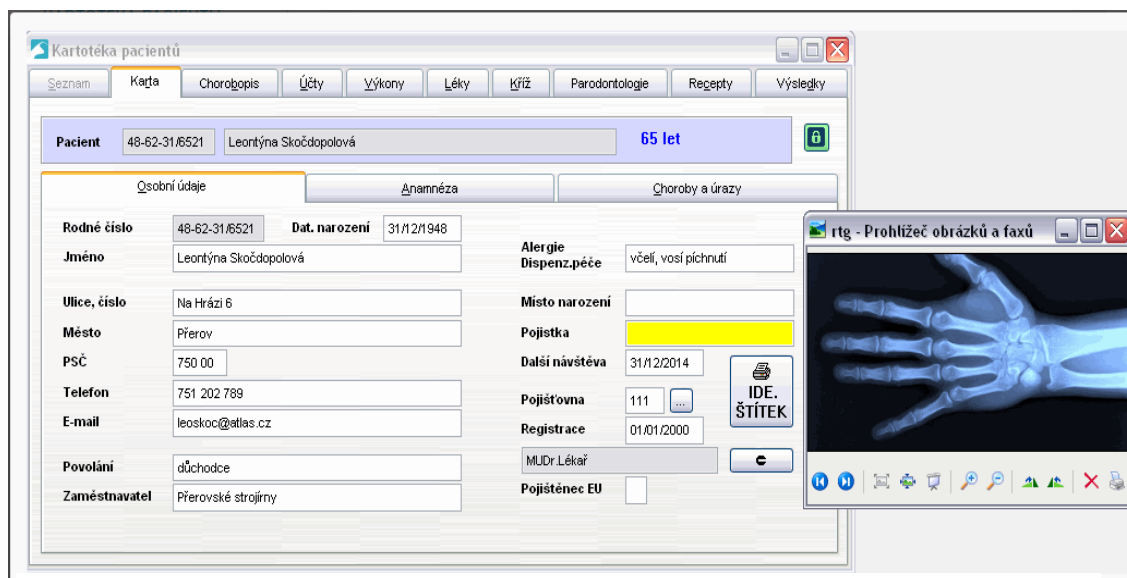 Kartotéka pacientů
Seznam Karta Chorobopis Účty Výkony Léky Kříž Parodontologie Recepty Výsledky
Pacient 48-62-31/6521 Leontýna Skočdopolová 65 let
Osobní údaje Anamnéza Choroby a úrazy
Rodné číslo 48-62-31/6521 Dat. narození 31/12/1948
Jméno Leontýna Skočdopolová
Alergie
Dispenz.péče včelí, vosí píchnutí
Ulice, číslo Na Hrázi 6 Místo narození
Město Přerov Pojistka
PSČ 750 00 Další návštěva 31/12/2014
Telefon 751 202 789 Pojišťovna 111 ...
E-mail leoskoc@atlas.cz Registrace 01/01/2000
IDE.
ŠTÍTEK
Povolání důchodce MUDr.Lékař
Zaměstnavatel Přerovské strojírny Pojištěnec EU
rtg - Prohlížeč obrázků a faxů